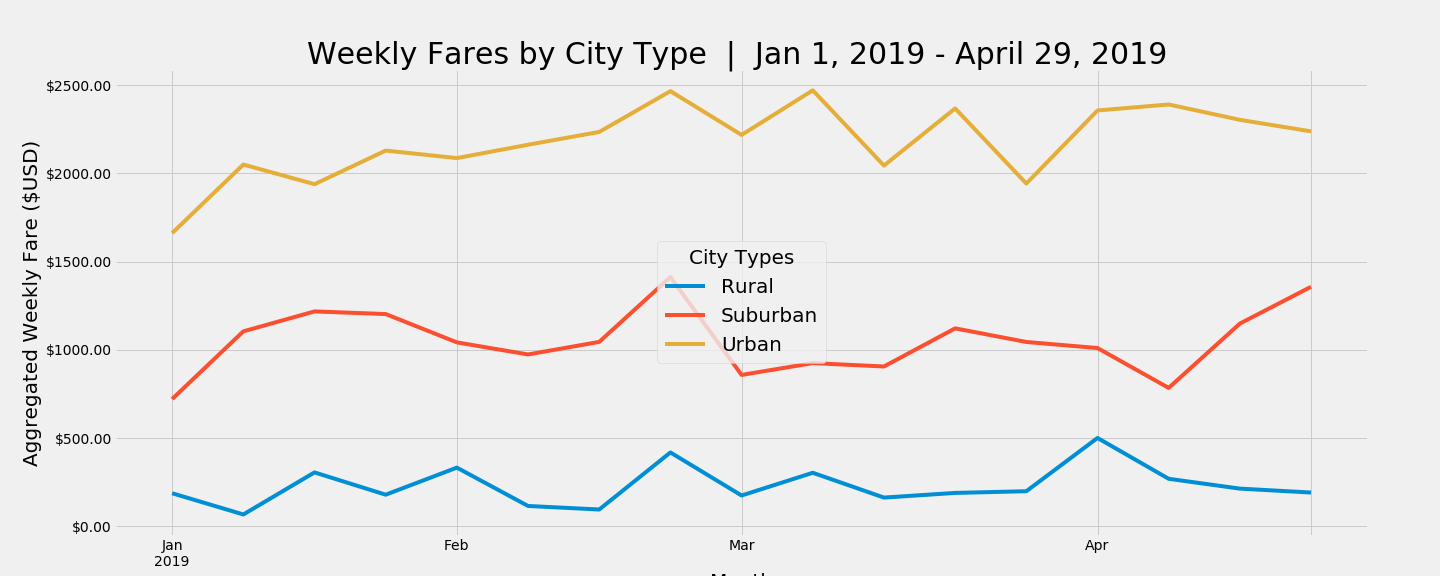 Weekly Fares by City Type | Jan 1, 2019 - April 29, 2019
Aggregated Weekly Fare ($USD)
$2500.00
$2000.00
$1500.00
$1000.00
$500.00
$0.00
City Types
Rural
Suburban
Urban
Jan
2019
Feb
Mar
Apr